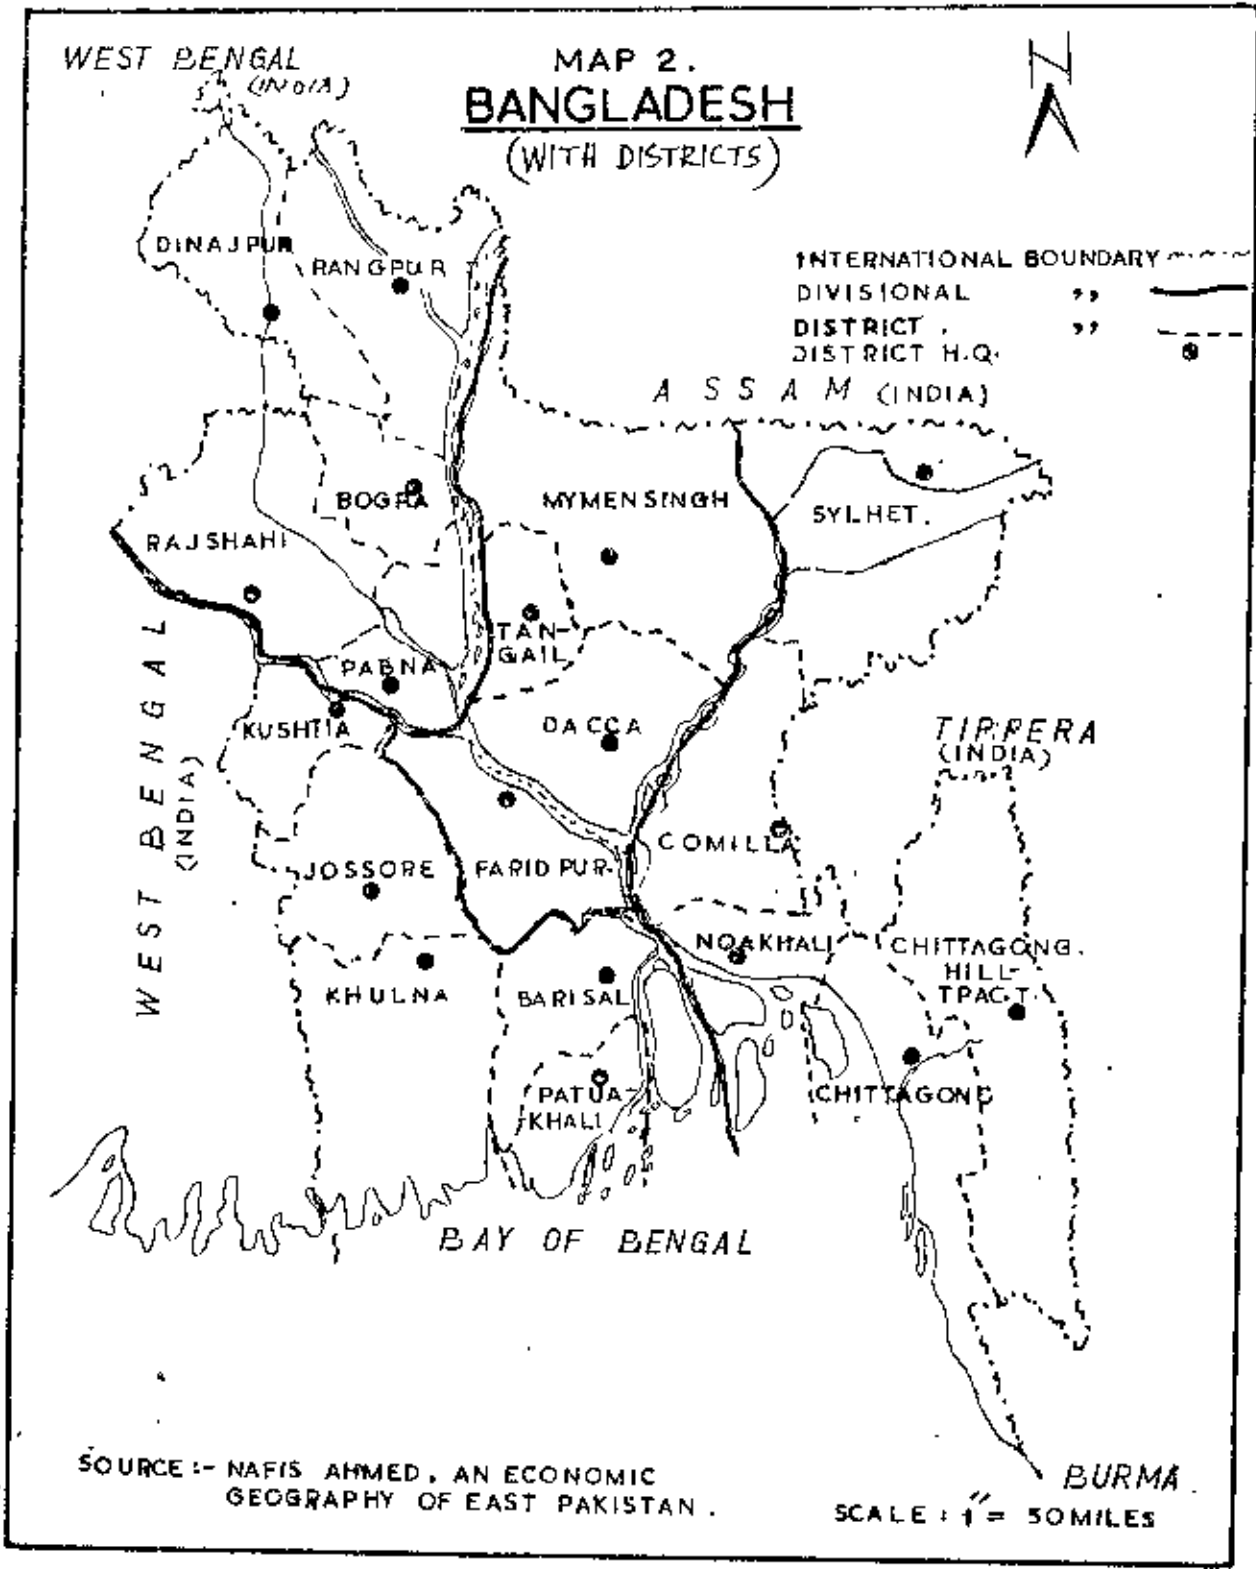 WEST BENGAL
(INDIA)
MAP 2.
BANGLADESH
(WITH DISTRICTS)
N
INTERNATIONAL BOUNDARY
DIVISIONAL ,,
DISTRICT. ,,
DISTRICT H.Q.
ASSAM (INDIA)
DINAJPUR
RANGPUR
BOGRA
MYMENSINGH
SYLHET.
RAJSHAHI
TAN-
GAIL
PABNA
KUSHTIA
DACCA
TIPPERA
(INDIA)
WEST BENGAL
(INDIA)
COMILLA
JOSSORE
FARIDPUR.
NOAKHALI
CHITTAGONG.
HILL-
TPACT.
KHULNA
BARISAL
PATUA-
KHALI
CHITTAGONG
BAY OF BENGAL
BURMA.
SOURCE:- NAFIS AHMED, AN ECONOMIC
GEOGRAPHY OF EAST PAKISTAN.
SCALE: 1" = 50 MILES